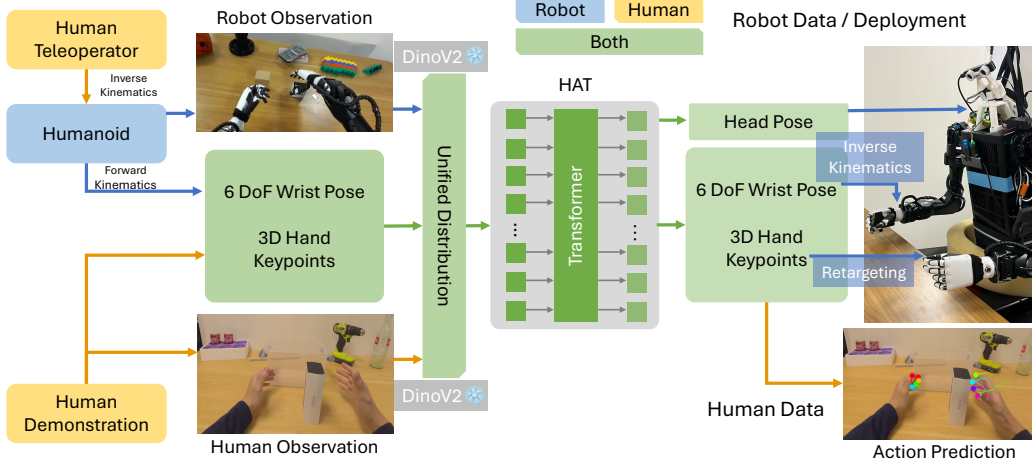 Human
Teleoperator
Inverse
Kinematics
Humanoid
Forward
Kinematics
Human
Demonstration
Robot Observation
6 DoF Wrist Pose
3D Hand
Keypoints
Human Observation
DinoV2
Unified Distribution
DinoV2
Robot
Human
Both
HAT
Transformer
...
...
Robot Data / Deployment
Head Pose
Inverse
Kinematics
6 DoF Wrist Pose
3D Hand
Keypoints
Retargeting
Human Data
Action Prediction